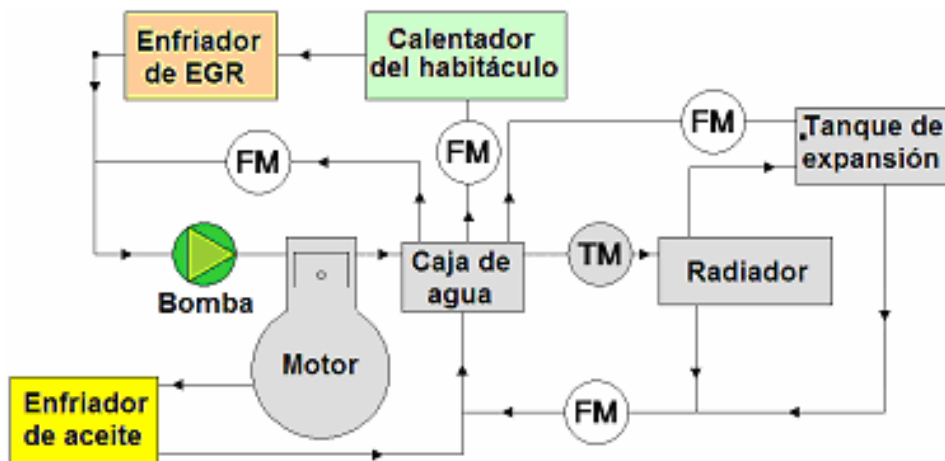 Enfriador
de EGR
Calentador
del habitáculo
FM
FM
FM
Tanque de
expansión
Bomba
Caja de
agua
TM
Radiador
Motor
Enfriador
de aceite
FM